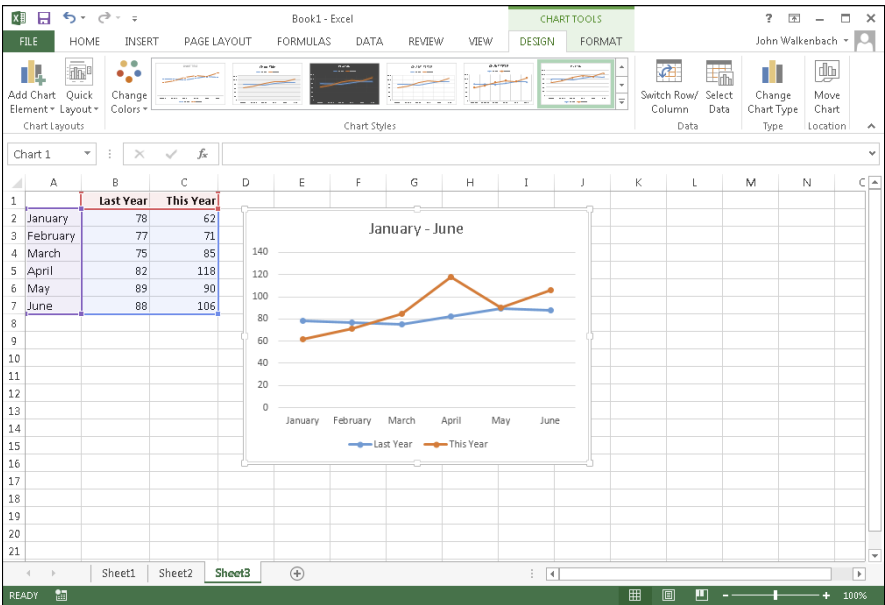 Book1 - Excel
CHART TOOLS
?
FILE HOME INSERT PAGE LAYOUT FORMULAS DATA REVIEW VIEW DESIGN FORMAT John Walkenbach
Add Chart Element Quick Layout Change Colors Switch Row/ Column Select Data Change Chart Type Move Chart
Chart Layouts Chart Styles Data Type Location
Chart 1 fx
A B C D E F G H I J K L M N
1 Last Year This Year
2 January 78 62
3 February 77 71
4 March 75 85
5 April 82 118
6 May 89 90
7 June 88 106
8
9
10
11
12
13
14
15
16
17
18
19
20
21
January - June
140
120
100
80
60
40
20
0
January February March April May June
Last Year This Year
Sheet1 Sheet2 Sheet3
READY 100%